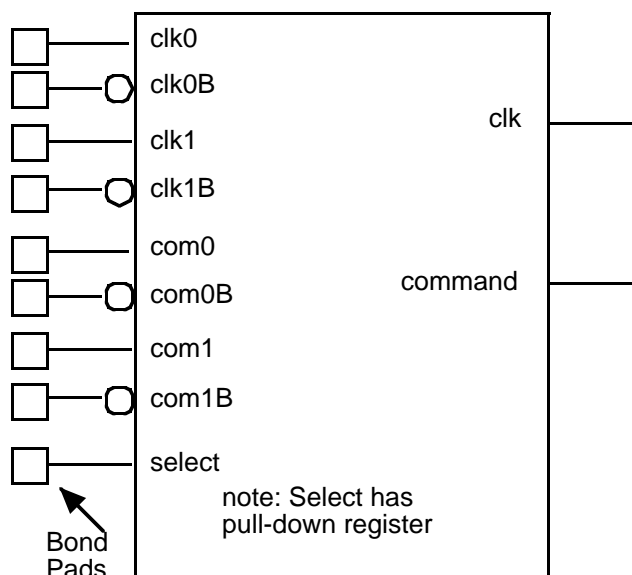 clk0
clk0B
clk
clk1
clk1B
com0
command
com0B
com1
com1B
select
note: Select has
pull-down register
Bond
Pads